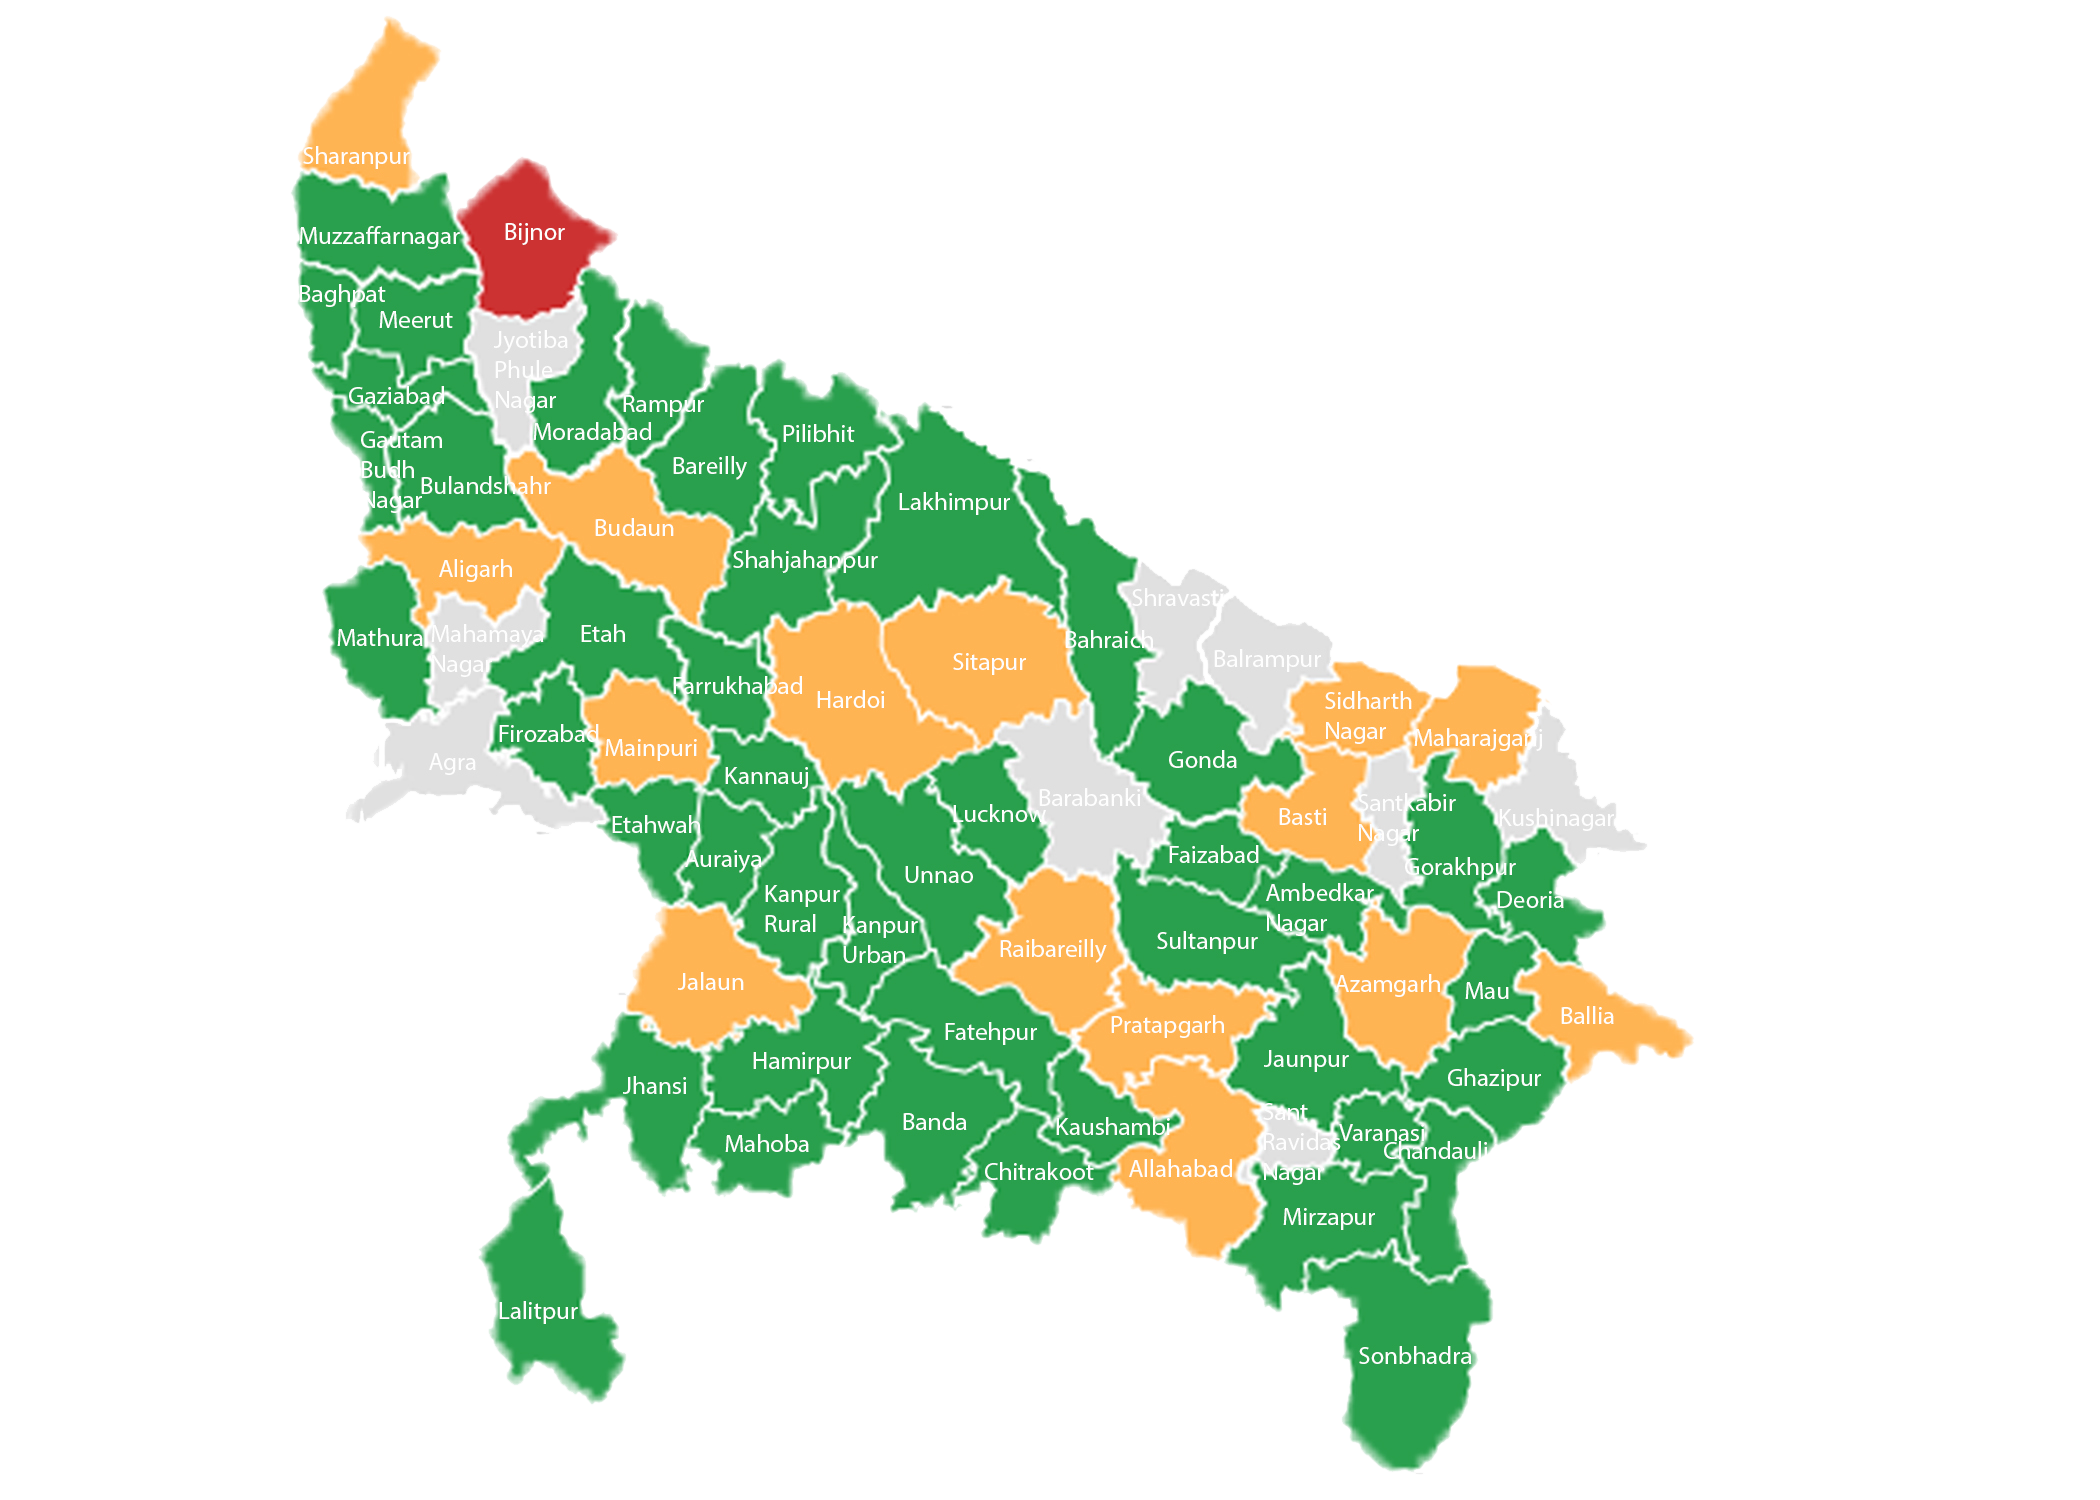 Sharanpur
Bijnor
Muzzaffarnagar
Baghpat
Meerut
Jyotiba
Phule
Nagar
Gaziabad
Rampur
Moradabad
Pilibhit
Gautam
Budh
Nagar
Bareilly
Bulandshahr
Lakhimpur
Budaun
Shahjahanpur
Aligarh
Shravasti
Mathura
Mahamaya
Nagar
Etah
Bahraich
Balrampur
Sitapur
Farrukhabad
Hardoi
Sidharth
Nagar
Firozabad
Mainpuri
Maharajganj
Agra
Gonda
Kannauj
Barabanki
Santkabir
Nagar
Lucknow
Basti
Kushinagar
Etahwah
Auraiya
Faizabad
Gorakhpur
Unnao
Kanpur
Rural
Ambedkar
Nagar
Deoria
Kanpur
Urban
Sultanpur
Raibareilly
Jalaun
Azamgarh
Mau
Ballia
Pratapgarh
Fatehpur
Hamirpur
Jaunpur
Ghazipur
Jhansi
Banda
Kaushambi
Sant
Ravidas
Nagar
Varanasi
Mahoba
Chandauli
Chitrakoot
Allahabad
Mirzapur
Lalitpur
Sonbhadra